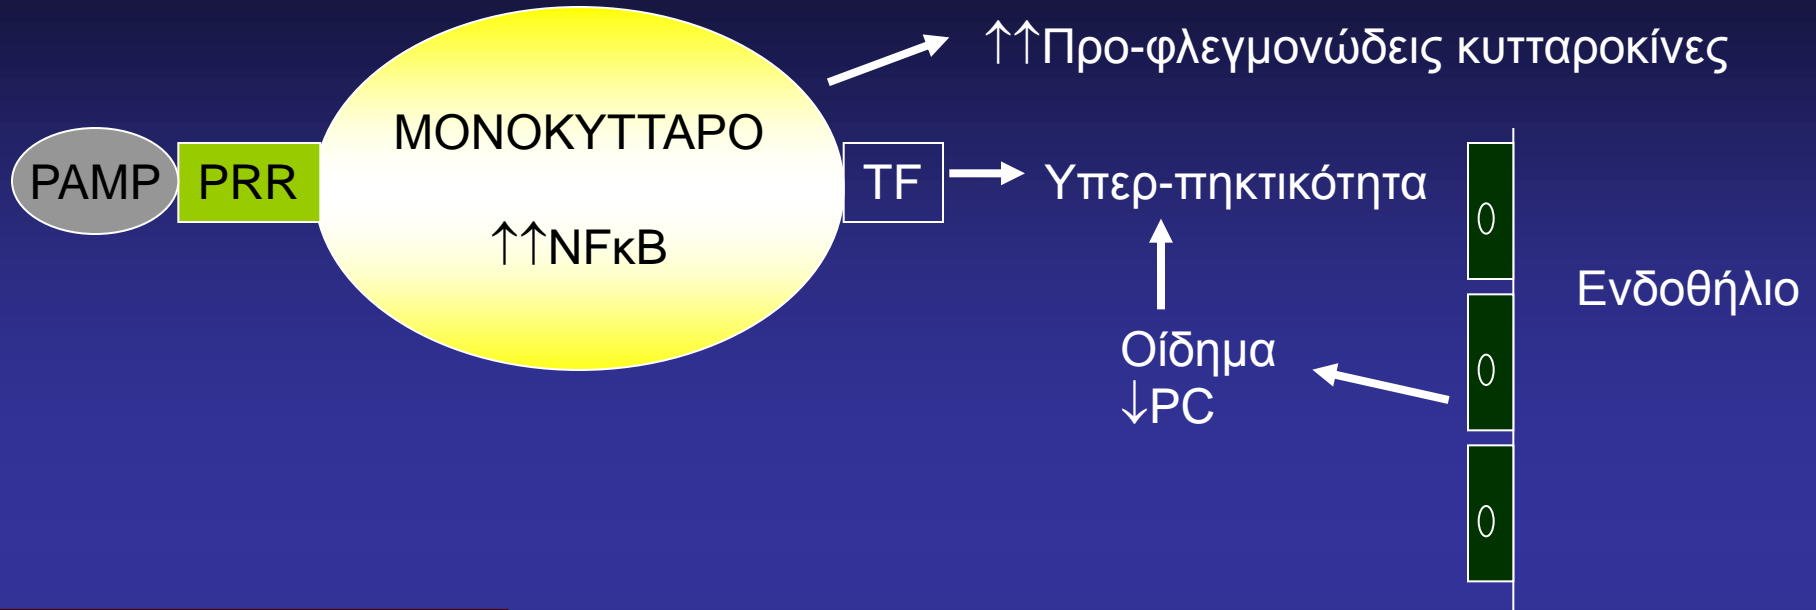 ↑↑Προ-φλεγμονώδεις κυτταροκίνες
ΜΟΝΟΚΥΤΤΑΡΟ
PAMP
PRR
TF
Υπερ-πηκτικότητα
↑↑NFκB
Ενδοθήλιο
Οίδημα
↓PC